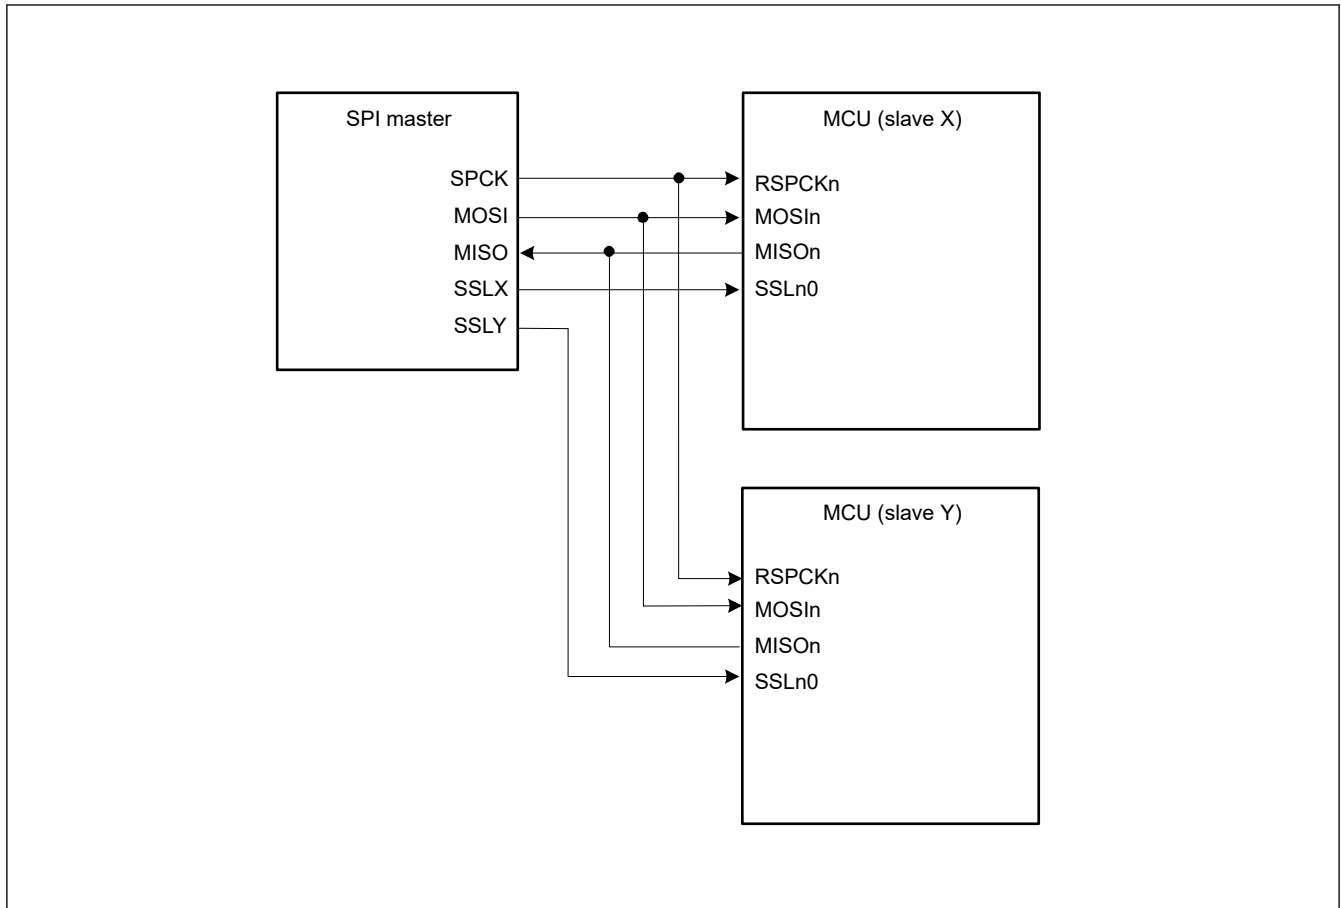 SPI master
SPCK
MOSI
MISO
SSLX
SSLY
MCU (slave X)
RSPCKn
MOSIn
MISOn
SSLn0
MCU (slave Y)
RSPCKn
MOSIn
MISOn
SSLn0